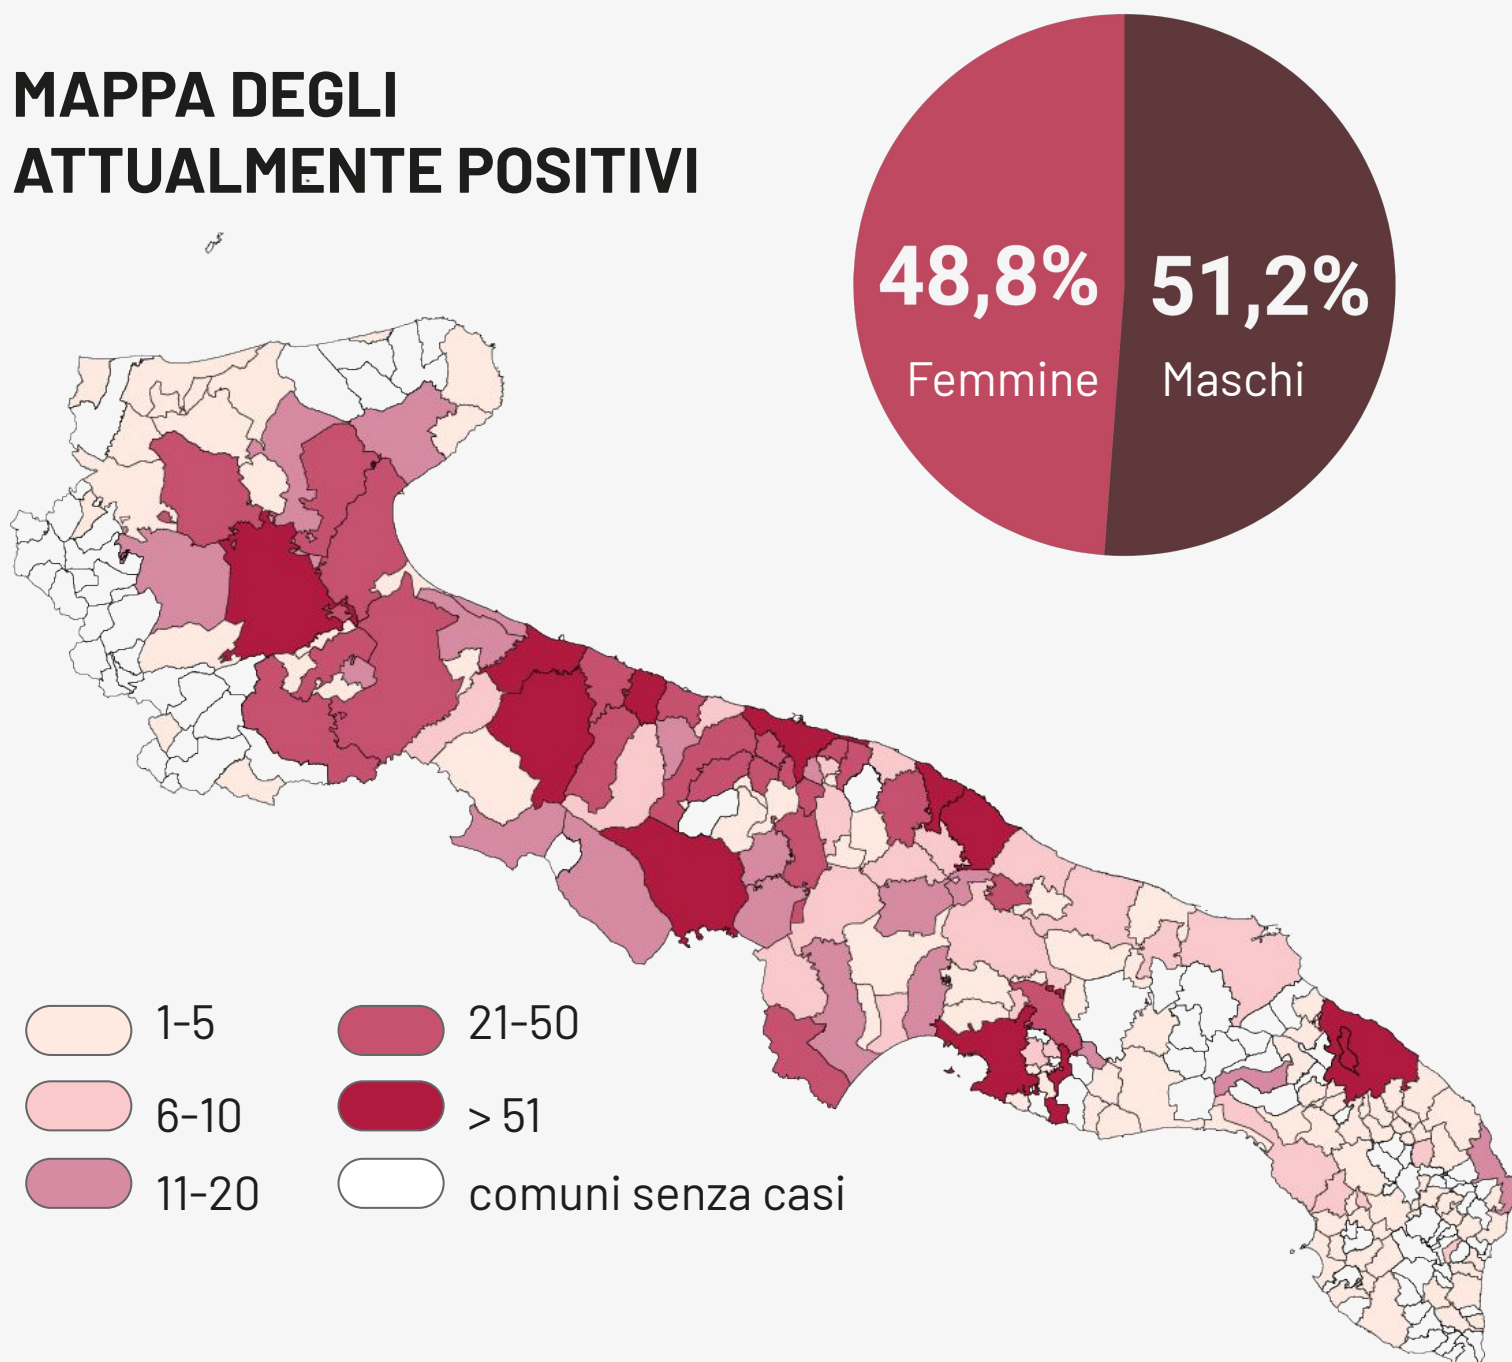 MAPPA DEGLI
ATTUALMENTE POSITIVI
48,8%
Femmine
51,2%
Maschi
1-5
6-10
11-20
21-50
> 51
comuni senza casi